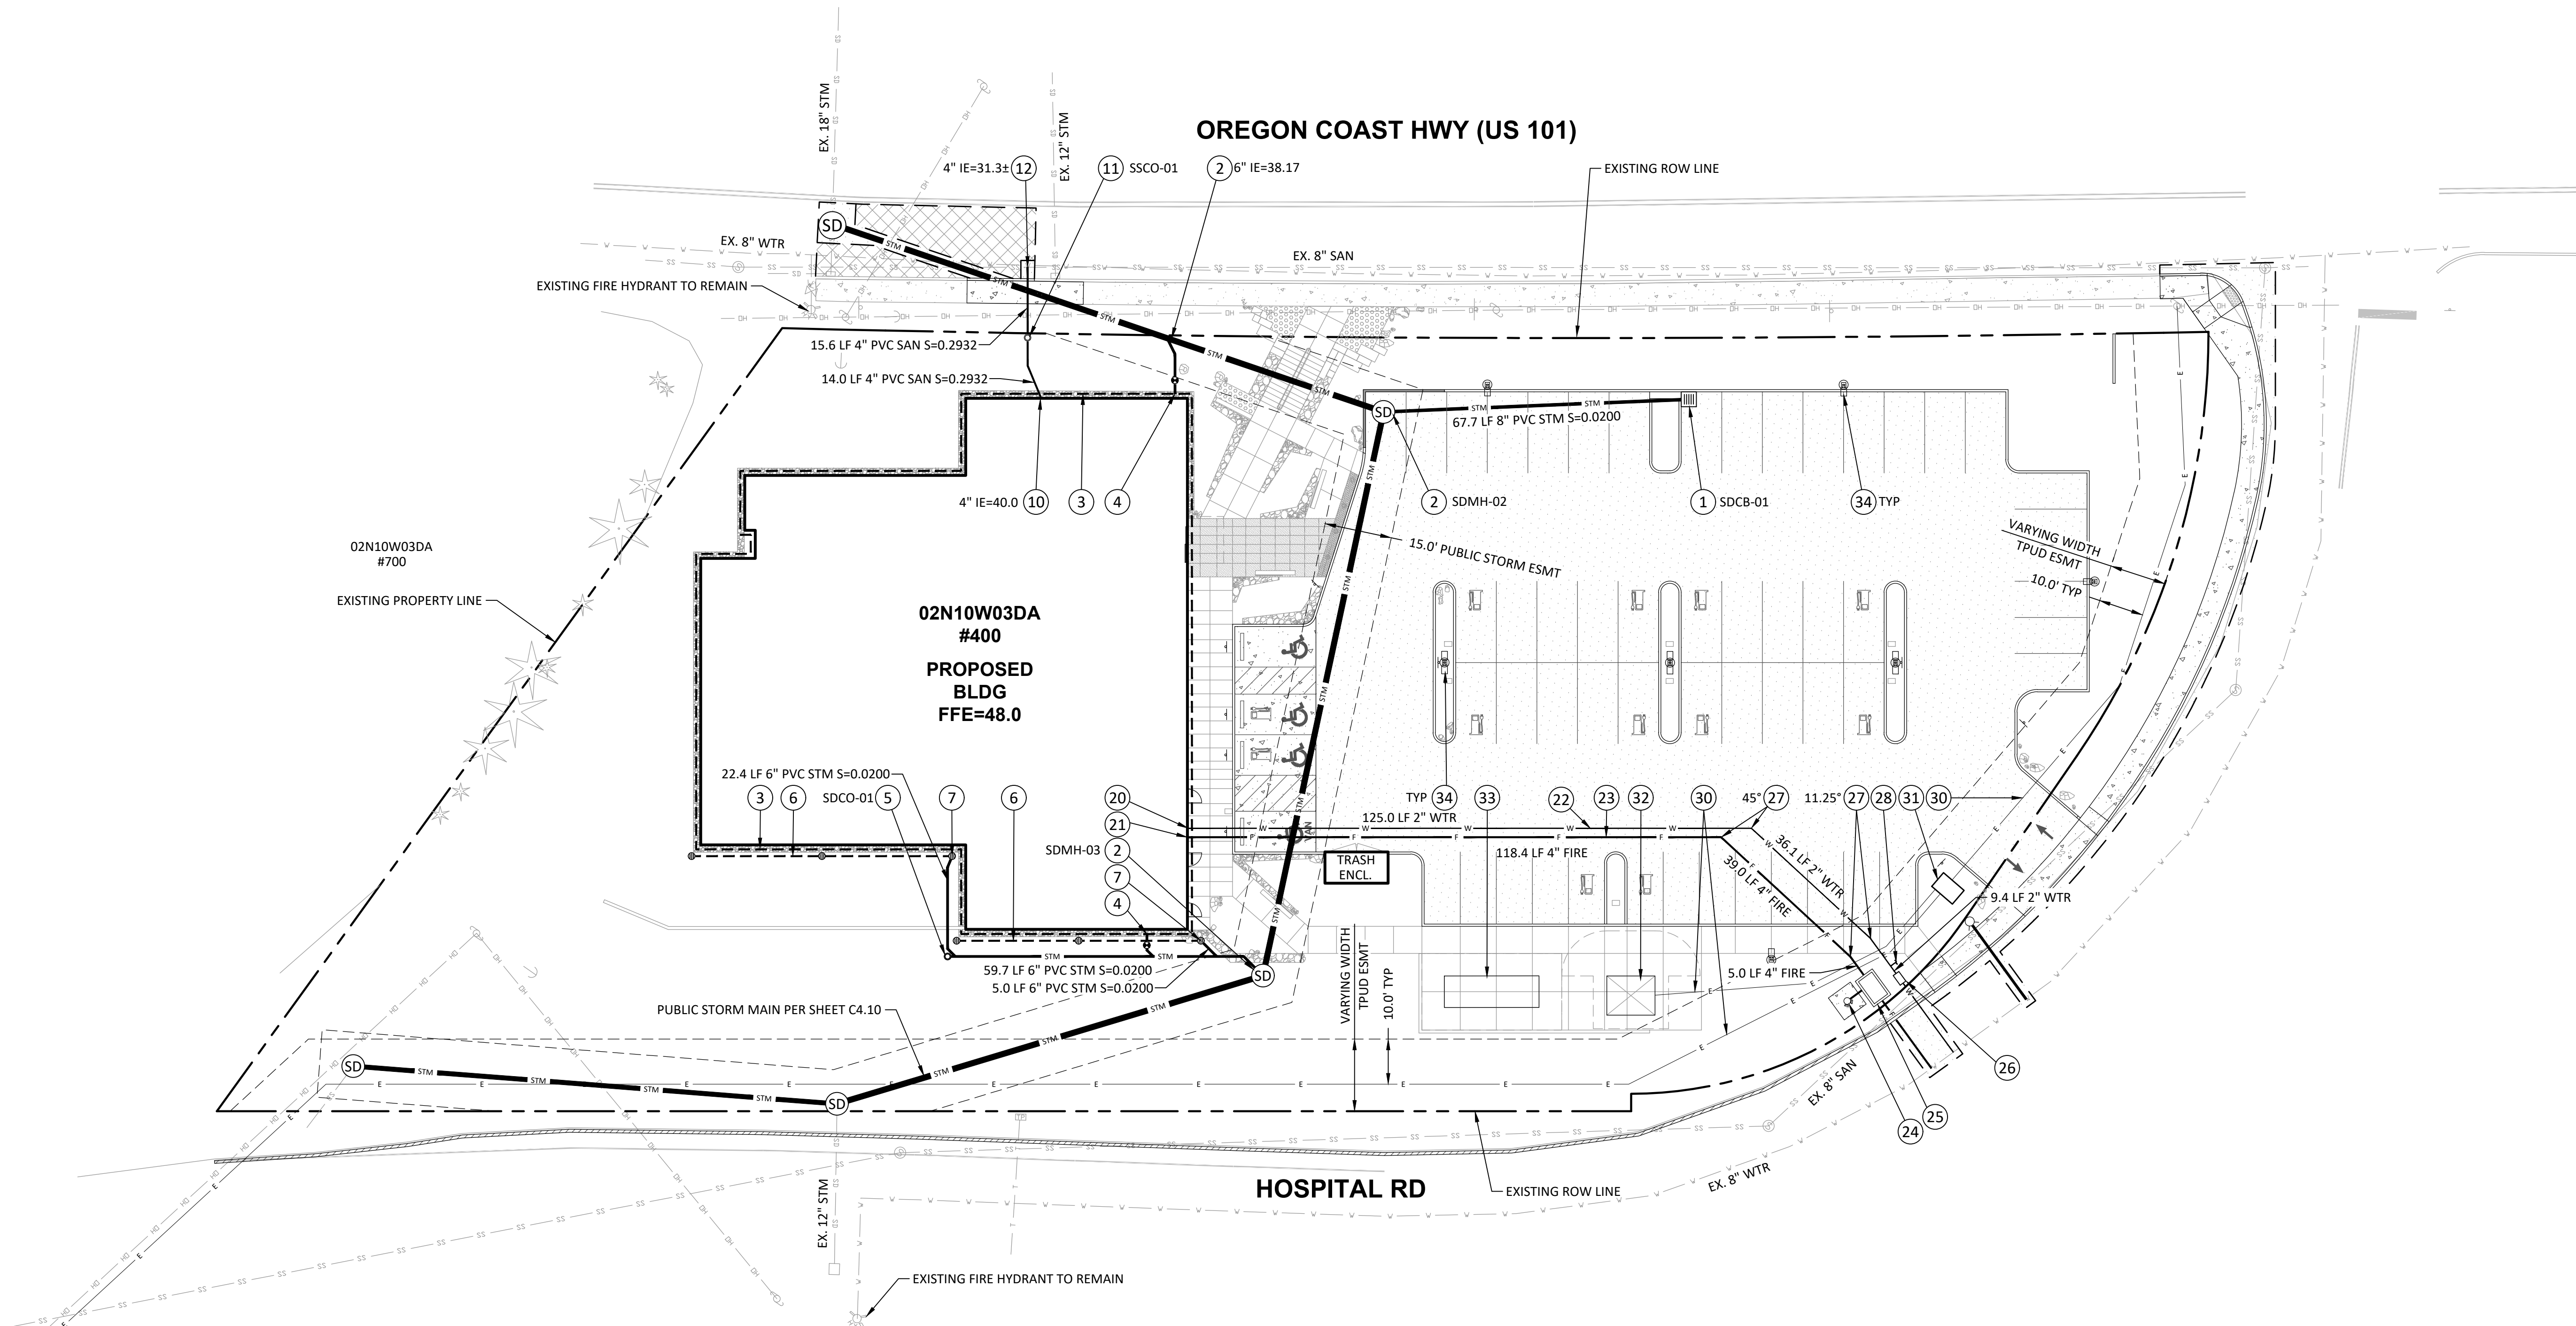 OREGON COAST HWY (US 101)
EX. 18" STM
EX. 12" STM
4" IE=31.3±
12
11
SSCO-01
2
6" IE=38.17
EXISTING ROW LINE
SD
EX. 8" WTR
EX. 8" SAN
EXISTING FIRE HYDRANT TO REMAIN
15.6 LF 4" PVC SAN S=0.2932
14.0 LF 4" PVC SAN S=0.2932
SD
67.7 LF 8" PVC STM S=0.0200
4" IE=40.0
10
3
4
2
SDMH-02
1
SDCB-01
34
TYP
02N10W03DA
#700
EXISTING PROPERTY LINE
15.0' PUBLIC STORM ESMT
VARYING WIDTH
TPUD ESMT
10.0' TYP
02N10W03DA
#400
PROPOSED
BLDG
FFE=48.0
22.4 LF 6" PVC STM S=0.0200
3
6
SDCO-01
5
7
6
20
21
SDMH-03
2
7
4
TYP
34
33
22
23
32
30
45°
27
11.25°
27
28
31
30
125.0 LF 2" WTR
118.4 LF 4" FIRE
VAN
TRASH
ENCL.
36.1 LF 2" WTR
39.0 LF 4" FIRE
9.4 LF 2" WTR
5.0 LF 4" FIRE
59.7 LF 6" PVC STM S=0.0200
5.0 LF 6" PVC STM S=0.0200
SD
PUBLIC STORM MAIN PER SHEET C4.10
VARYING WIDTH
TPUD ESMT
10.0' TYP
SD
SD
26
25
24
EX. 8" SAN
EX. 8" WTR
EX. 12" STM
HOSPITAL RD
EXISTING ROW LINE
EXISTING FIRE HYDRANT TO REMAIN